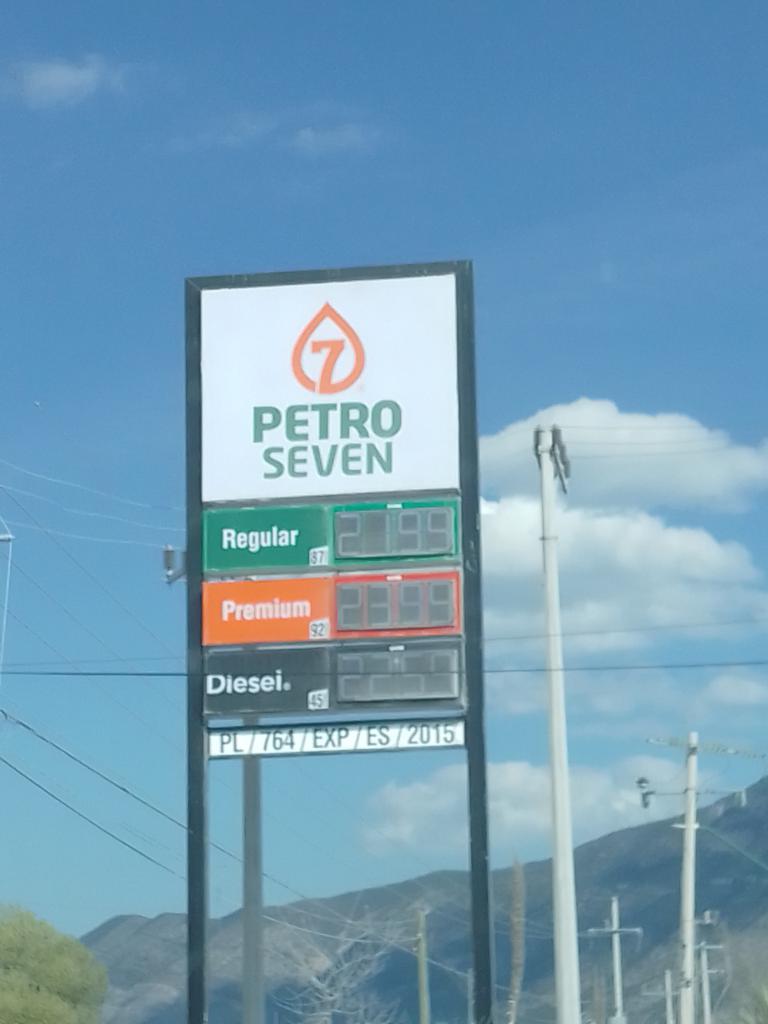 7
PETRO
SEVEN
Regular 87
Premium 92
Diesel. 45
PL/764/EXP/ES/2015